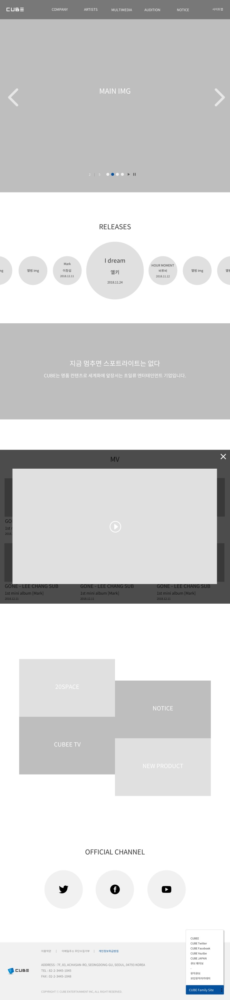 CUBE
COMPANY
ARTISTS
MULTIMEDIA
AUDITION
NOTICE
사이트맵
MAIN IMG
2 | 5
RELEASES
ng
앨범 img
Mark
이창섭
2018.12.11
I dream
엘키
2018.11.24
HOUR MOMENT
비투비
2018.11.12
앨범 img
앨범
지금 멈추면 스포트라이트는 없다
CUBE는 명품 컨텐츠로 세계화에 앞장서는 초일류 엔터테인먼트 기업입니다.
MV
GO
1st
2018.
GONE - LEE CHANG SUB
1st mini album [Mark]
2018.12.11
GONE - LEE CHANG SUB
1st mini album [Mark]
2018.12.11
GONE - LEE CHANG SUB
1st mini album [Mark]
2018.12.11
20SPACE
NOTICE
CUBEE TV
NEW PRODUCT
OFFICIAL CHANNEL
CUBEE
CUBE Twitter
CUBE Facebook
CUBE Youtbe
CUBE JAPAN
큐브 웨이보
-
뮤직큐브
모던뮤직아카데미
CUBE Family Site
이용약관 | 이메일주소 무단수집거부 | 개인정보취급방침
CUBE
ADDRESS : 7F, 83, ACHASAN-RO, SEONGDONG-GU, SEOUL, 04793 KOREA
TEL : 82-2-3445-1045
FAX : 02-2-3445-1048
COPYRIGHT ⓒ CUBE ENTERTAINMENT INC, ALL RIGHT RESERVED.